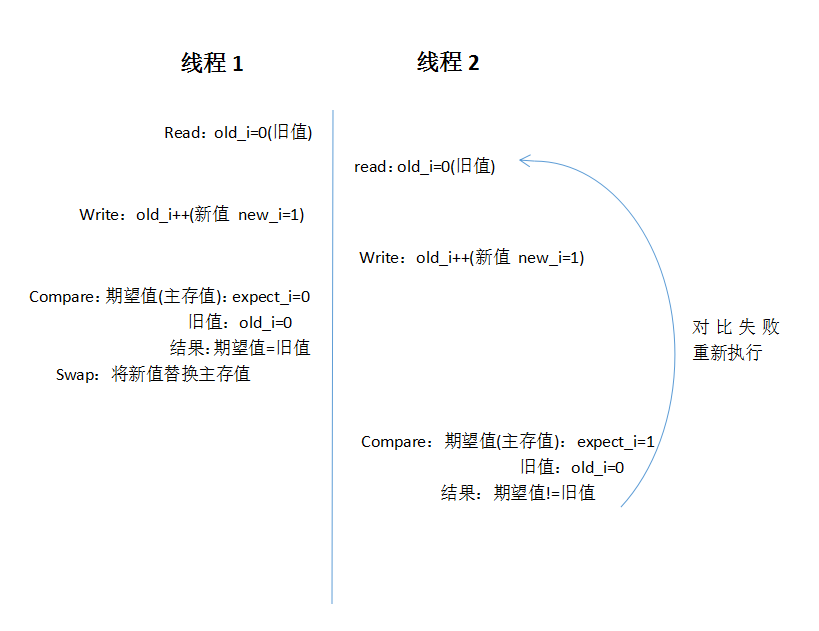 线程 1
线程 2
Read：old_i=0(旧值)
read：old_i=0(旧值)
Write：old_i++(新值 new_i=1)
Write：old_i++(新值 new_i=1)
Compare：期望值(主存值)：expect_i=0
旧值：old_i=0
结果：期望值=旧值
Swap：将新值替换主存值
对比失败
重新执行
Compare：期望值(主存值)：expect_i=1
旧值：old_i=0
结果：期望值!=旧值